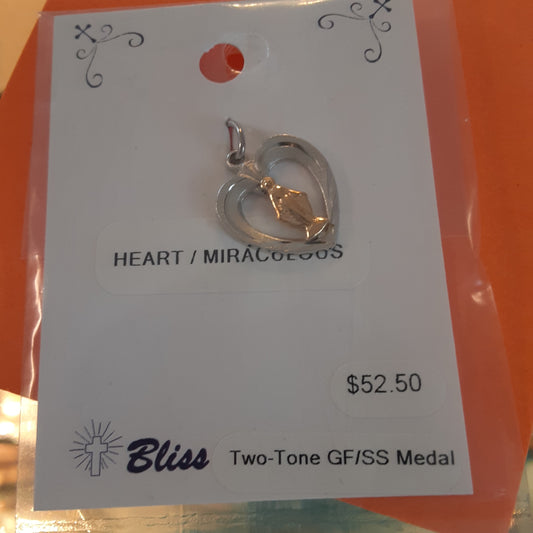 HEART / MIRACULOUS
$52.50
Bliss Two-Tone GF/SS Medal